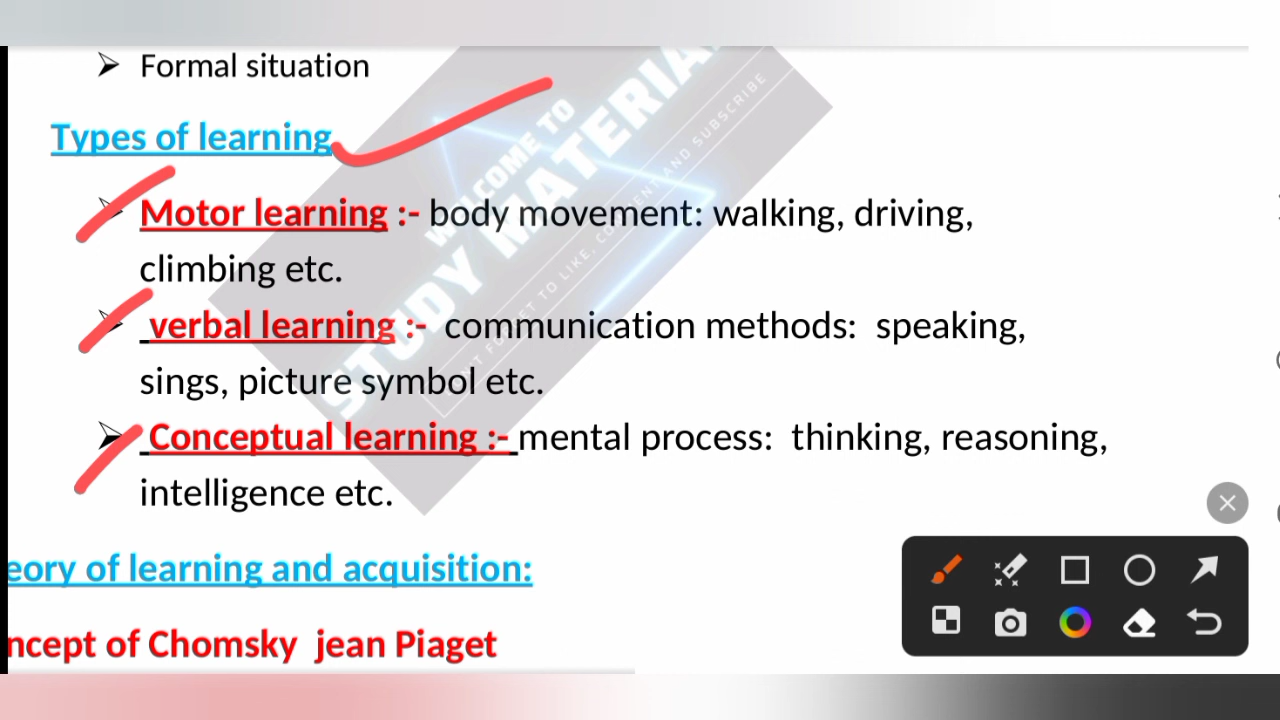 Formal situation
Types of learning
Motor learning :- body movement: walking, driving,
climbing etc.
verbal learning :- communication methods: speaking,
sings, picture symbol etc.
Conceptual learning :- mental process: thinking, reasoning,
intelligence etc.
eory of learning and acquisition:
ncept of Chomsky jean Piaget
STUDY MATERIA